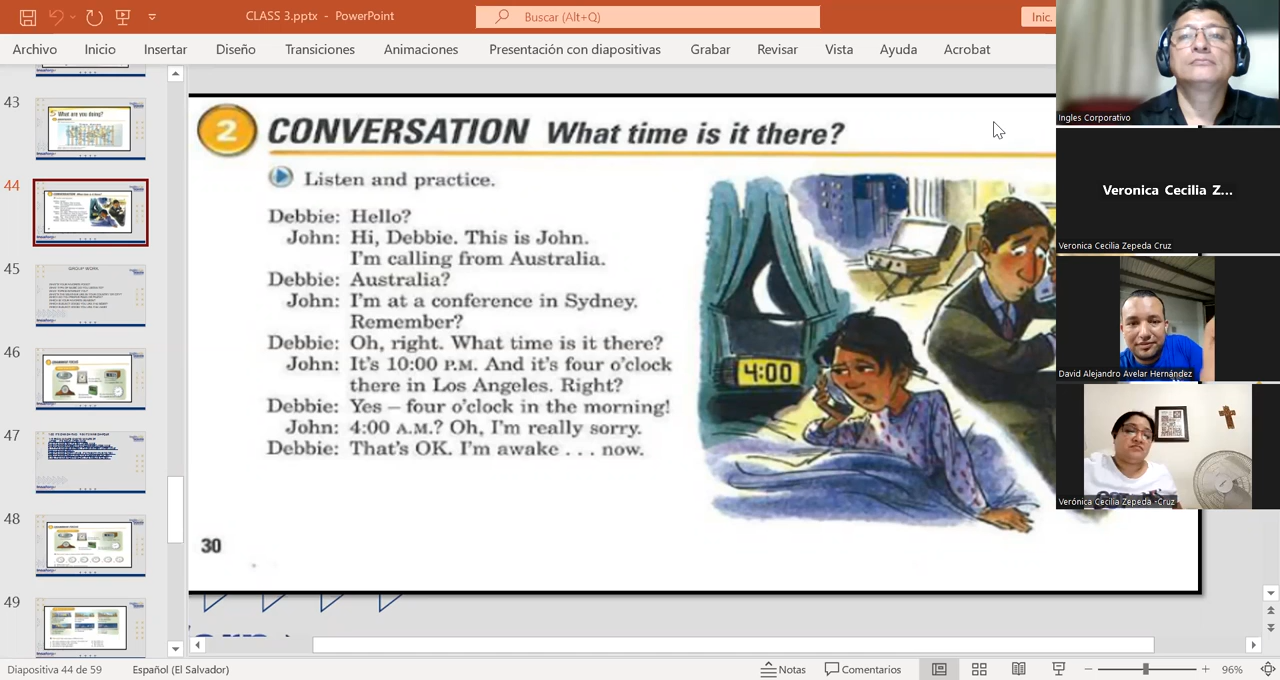 CLASS 3.pptx - PowerPoint
Buscar (Alt+Q)
Inic.
Archivo Inicio Insertar Diseño Transiciones Animaciones Presentación con diapositivas Grabar Revisar Vista Ayuda Acrobat
43
What are you doing?
44
45
46
47
48
49
2 CONVERSATION What time is it there?
Listen and practice.
Debbie: Hello?
John: Hi, Debbie. This is John.
I'm calling from Australia.
Debbie: Australia?
John: I'm at a conference in Sydney.
Remember?
Debbie: Oh, right. What time is it there?
John: It's 10:00 P.M. And it's four o'clock
there in Los Angeles. Right?
Debbie: Yes – four o'clock in the morning!
John: 4:00 A.M.? Oh, I'm really sorry.
Debbie: That's OK. I'm awake . . . now.
4:00
30
Ingles Corporativo
Veronica Cecilia Z...
Veronica Cecilia Zepeda Cruz
David Alejandro Avelar Hernández
Verónica Cecilia Zepeda -Cruz
Diapositiva 44 de 59 Español (El Salvador) Notas Comentarios 96%